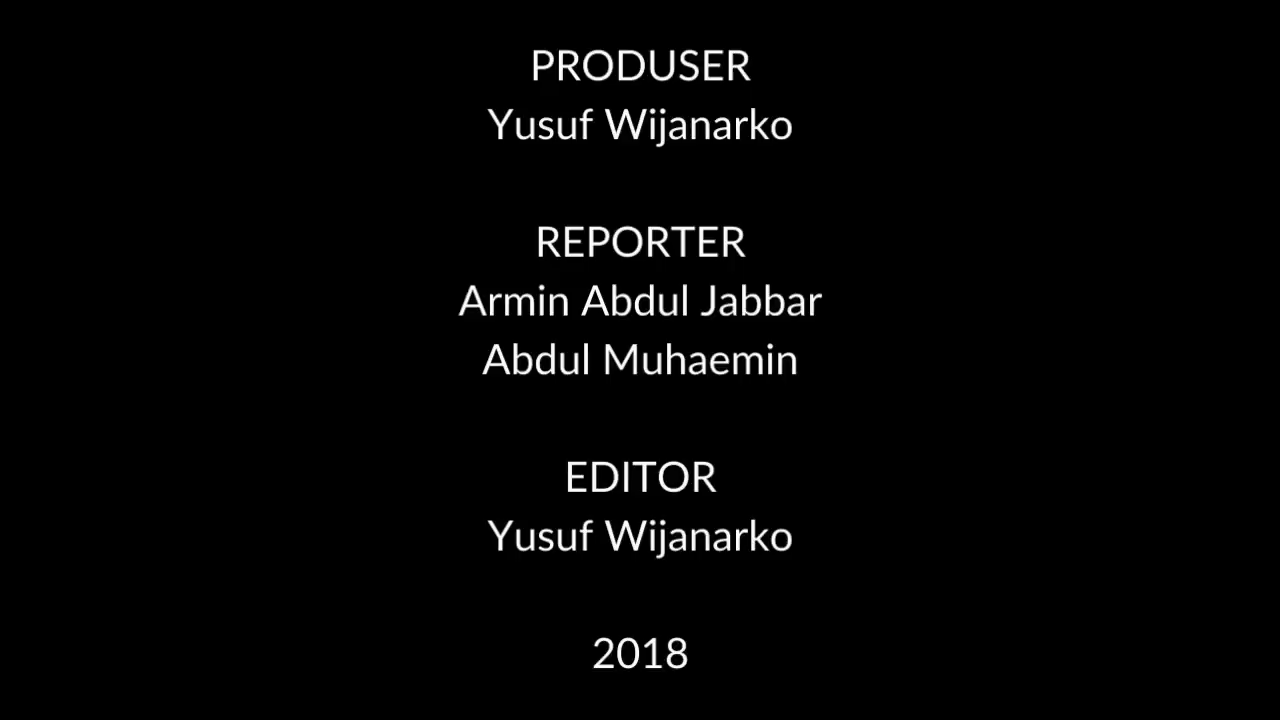 PRODUSER
Yusuf Wijanarko
REPORTER
Armin Abdul Jabbar
Abdul Muhaemin
EDITOR
Yusuf Wijanarko
2018